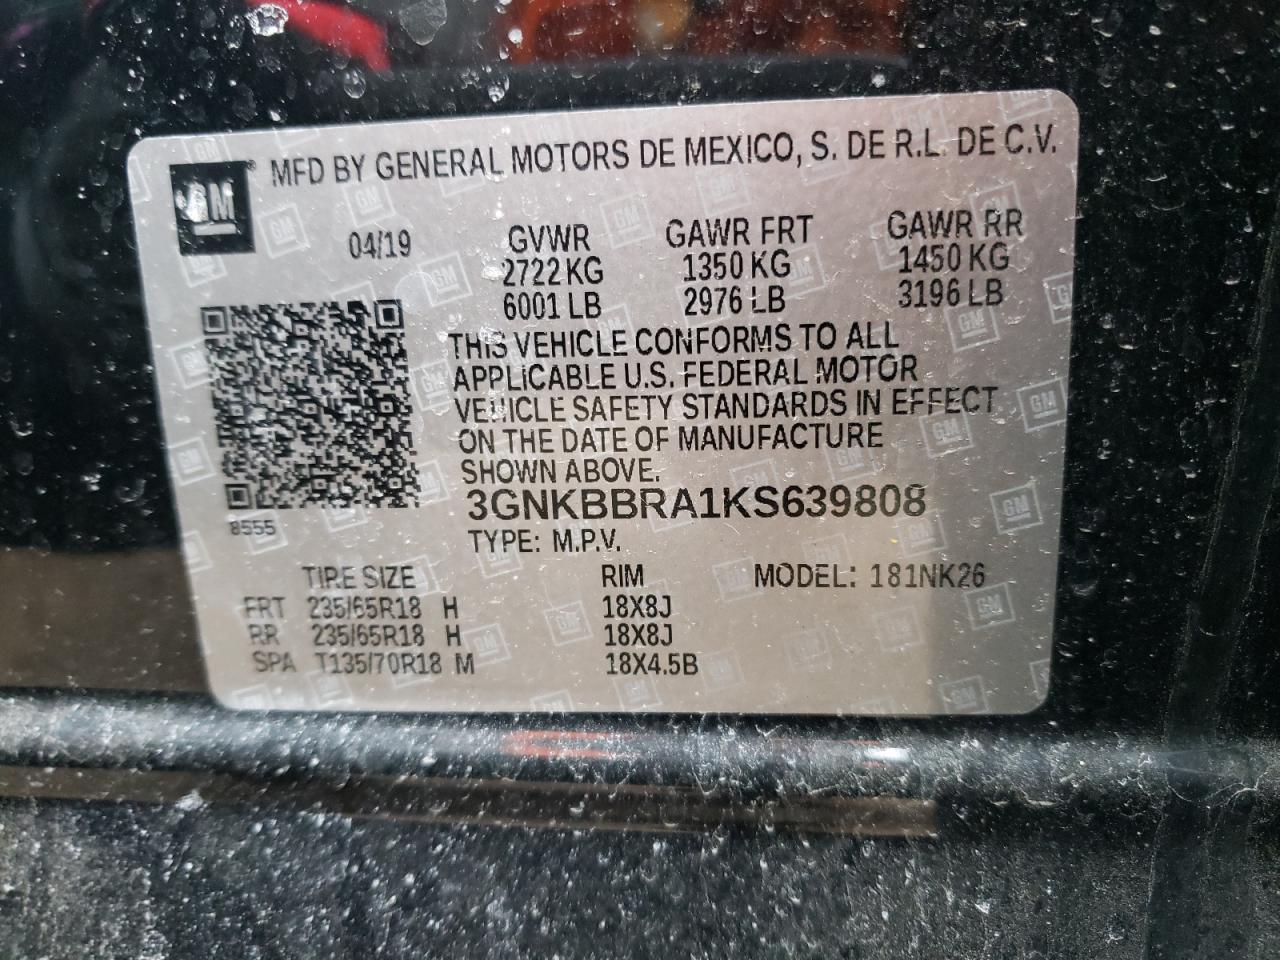 GM ® MFD BY GENERAL MOTORS DE MEXICO, S. DE R.L. DE C.V.
04/19 GVWR GAWR FRT GAWR RR
2722 KG 1350 KG 1450 KG
6001 LB 2976 LB 3196 LB
THIS VEHICLE CONFORMS TO ALL
APPLICABLE U.S. FEDERAL MOTOR
VEHICLE SAFETY STANDARDS IN EFFECT
ON THE DATE OF MANUFACTURE
SHOWN ABOVE.
3GNKBBRA1KS639808
8555
TYPE: M.P.V.
TIRE SIZE RIM MODEL: 181NK26
FRT 235/65R18 H 18X8J
RR 235/65R18 H 18X8J
SPA T135/70R18 M 18X4.5B